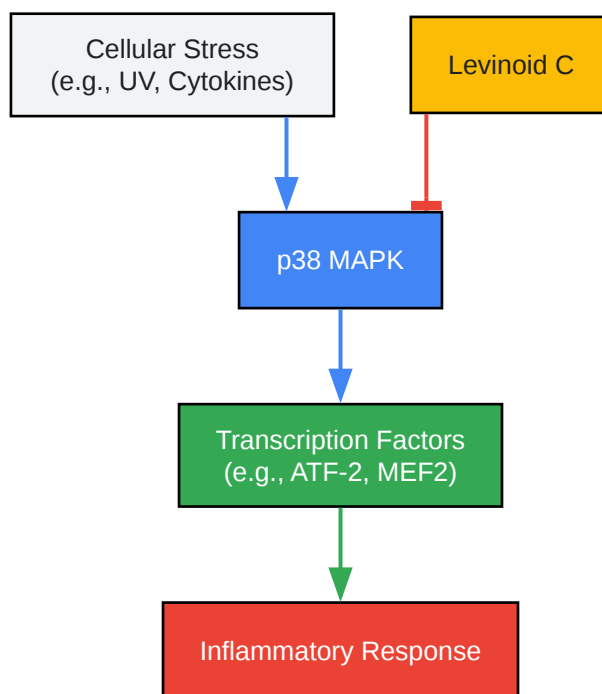 Cellular Stress
(e.g., UV, Cytokines)
Levinoid C
p38 MAPK
Transcription Factors
(e.g., ATF-2, MEF2)
Inflammatory Response